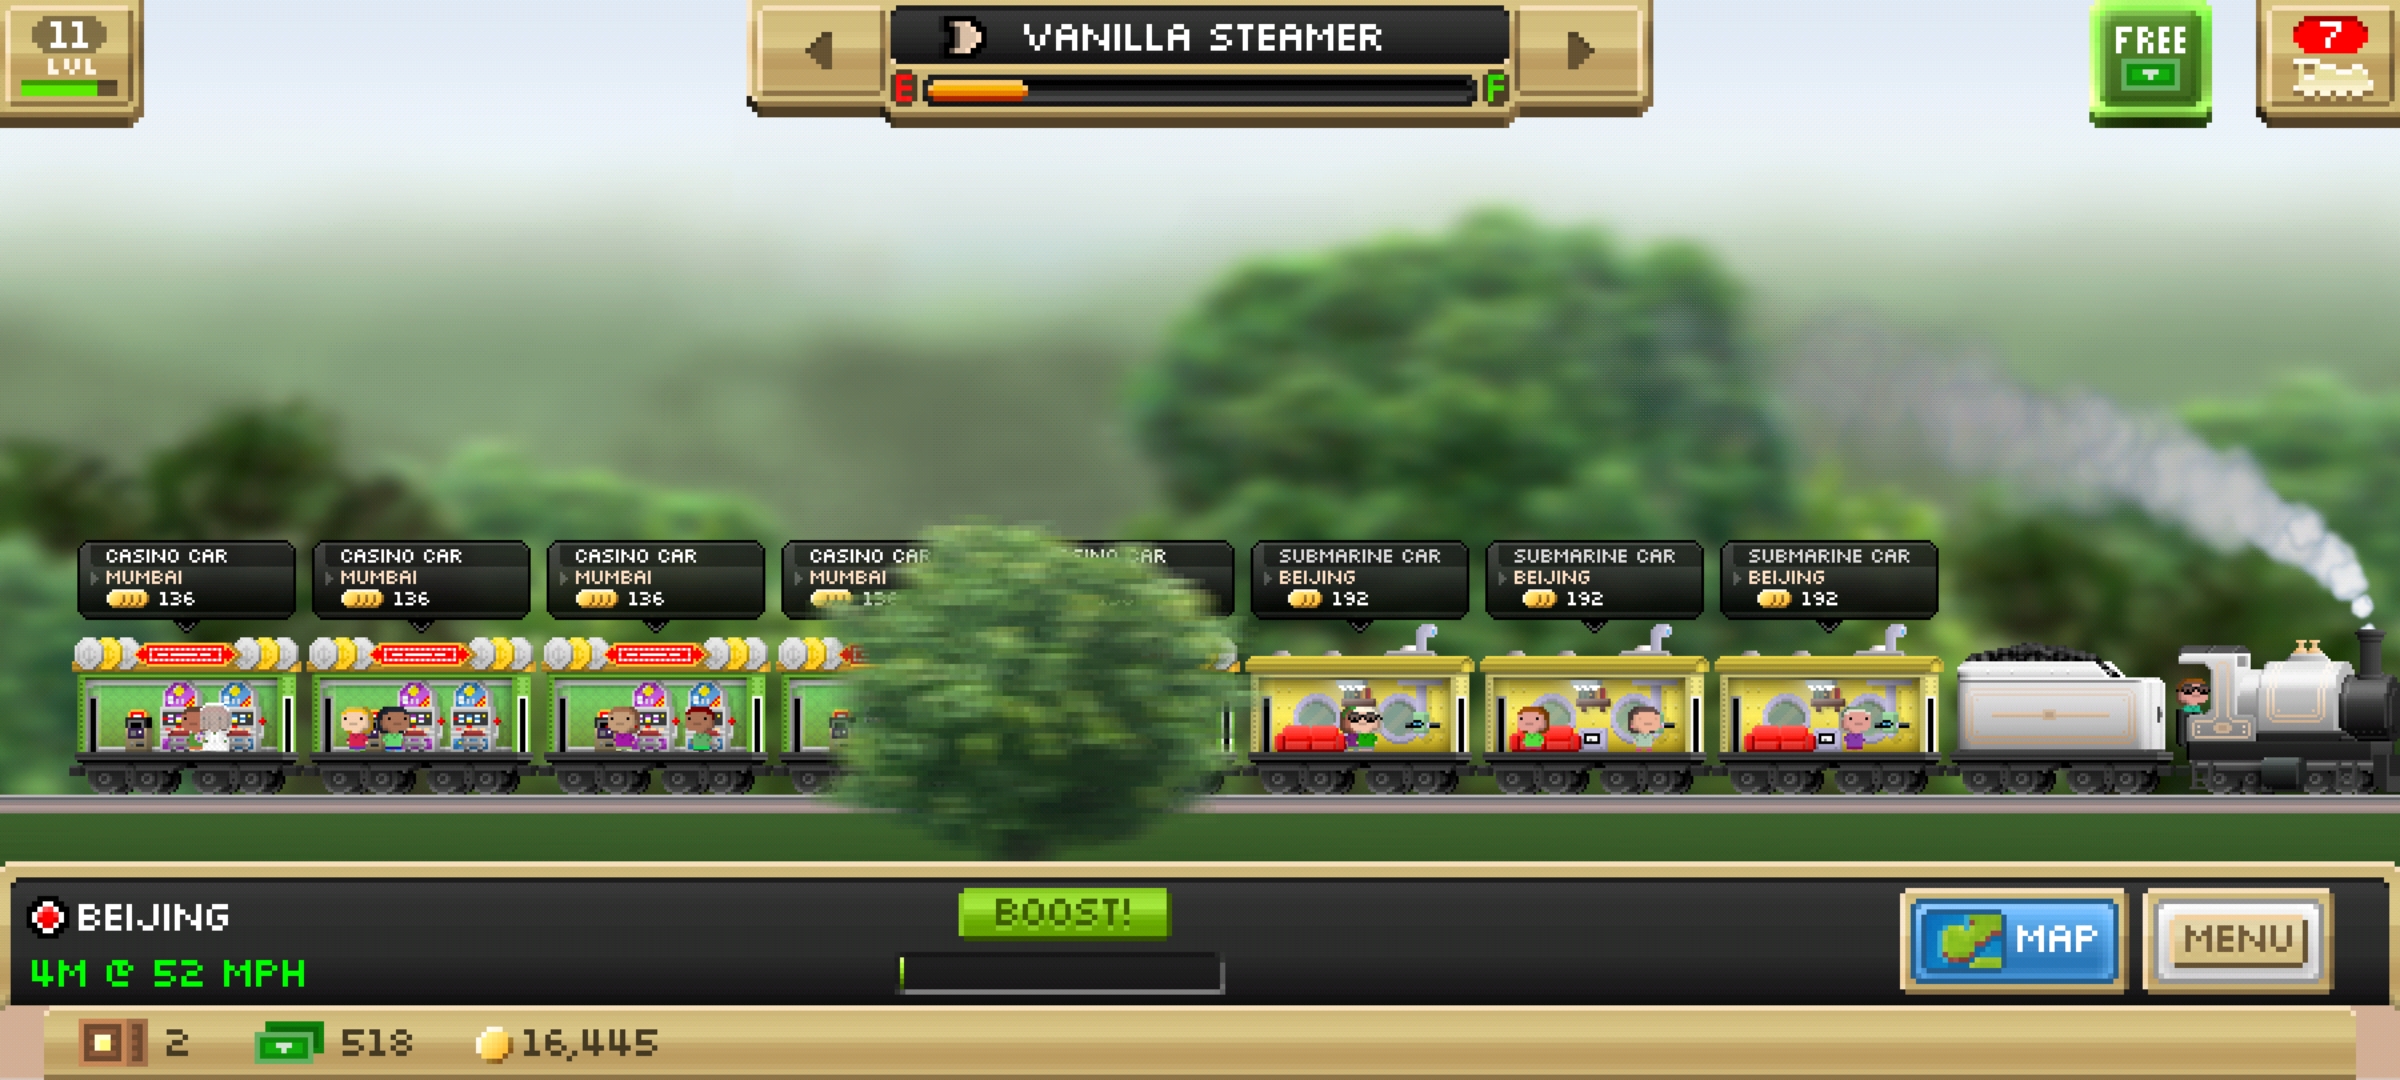 11
LVL
VANILLA STEAMER
E
F
FREE
7
CASINO CAR
MUMBAI
136
CASINO CAR
MUMBAI
136
CASINO CAR
MUMBAI
136
CASINO CAR
MUMBAI
136
CAR
SUBMARINE CAR
BEIJING
192
SUBMARINE CAR
BEIJING
192
SUBMARINE CAR
BEIJING
192
BEIJING
4M @ 52 MPH
BOOST!
MAP
MENU
2
518
16,445